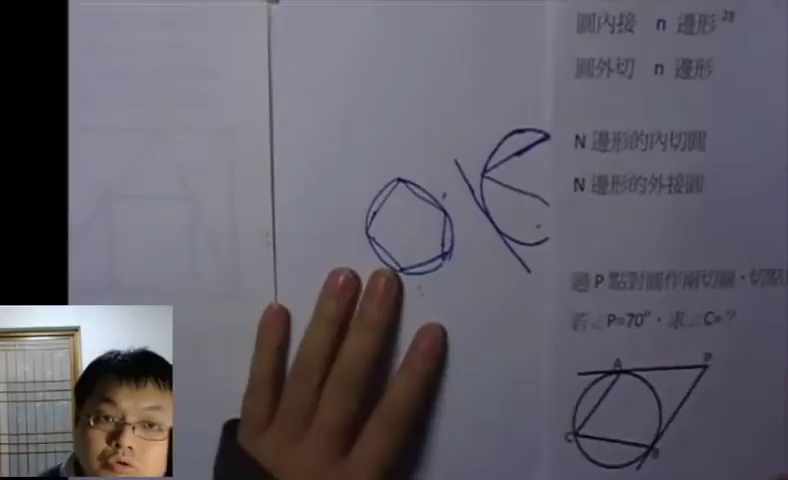 圓內接 n 邊形
圓外切 n 邊形
N 邊形的內切圓
N 邊形的外接圓
過 P 點對圓作兩切線，切點
若∠P=70°，求∠C=？
A
P
C
B